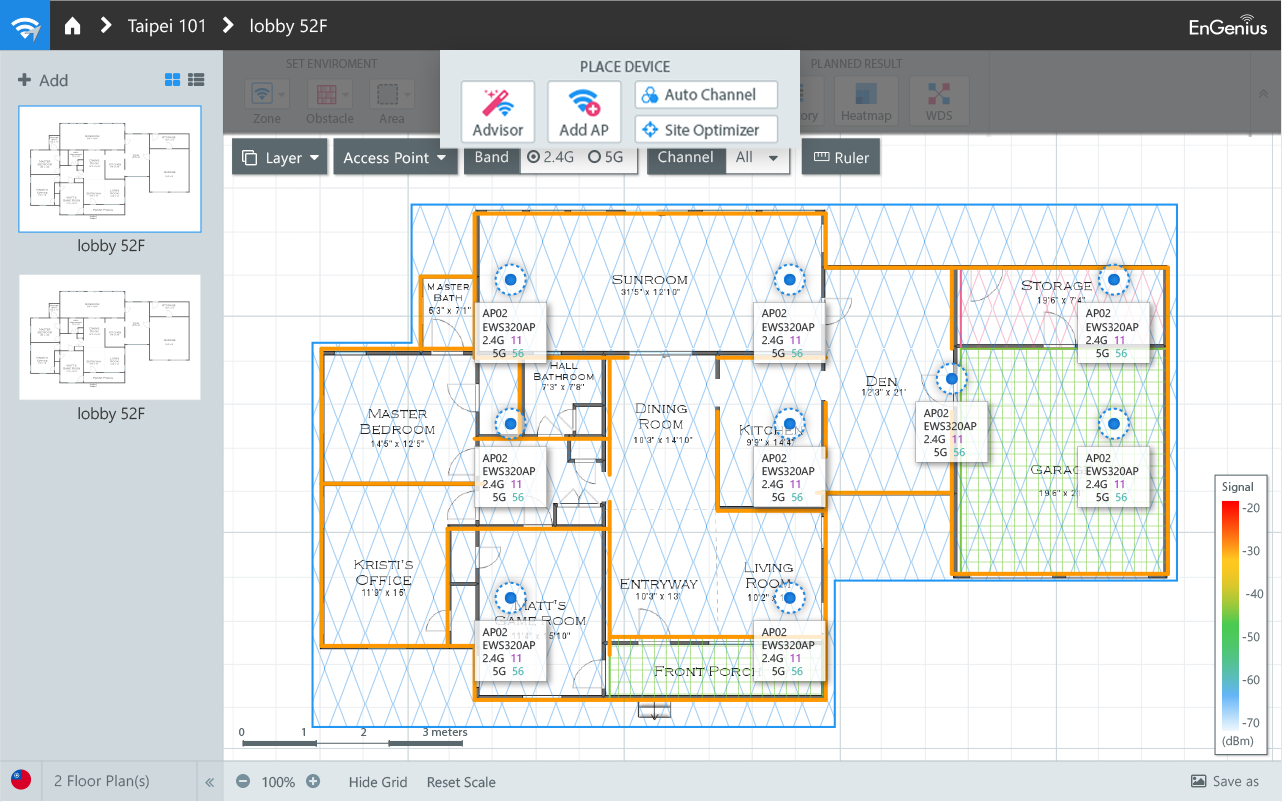 Taipei 101
lobby 52F
EnGenius
Add
SET ENVIROMENT
PLACE DEVICE
PLANNED RESULT
Zone
Obstacle
Area
Advisor
Add AP
Auto Channel
Site Optimizer
Heatmap
WDS
Layer
Access Point
Band
2.4G
5G
Channel
All
Ruler
lobby 52F
lobby 52F
SUNROOM
31'5" x 12'10"
MASTER
BATH
6'3" x 7'1"
STORAGE
19'6" x 7'4"
AP02
EWS320AP
2.4G 11
5G 56
AP02
EWS320AP
2.4G 11
5G 56
AP02
EWS320AP
2.4G 11
5G 56
HALL
BATHROOM
7'3" x 7'8"
DEN
12'3" x 21'
MASTER
BEDROOM
14'5" x 12'5"
DINING
ROOM
10'3" x 14'10"
KITCHEN
9'9" x 14'4"
AP02
EWS320AP
2.4G 11
5G 56
AP02
EWS320AP
2.4G 11
5G 56
AP02
EWS320AP
2.4G 11
5G 56
GARAG
19'6" x 2
AP02
EWS320AP
2.4G 11
5G 56
KRISTI'S
OFFICE
11'9" x 16'
ENTRYWAY
10'3" x 13'
LIVING
ROOM
10'2" x 1
MATT'S
GAME ROOM
15'10"
AP02
EWS320AP
2.4G 11
5G 56
AP02
EWS320AP
2.4G 11
5G 56
FRONT PORCH
Signal
-20
-30
-40
-50
-60
-70
(dBm)
0 1 2 3 meters
2 Floor Plan(s)
100%
Hide Grid
Reset Scale
Save as